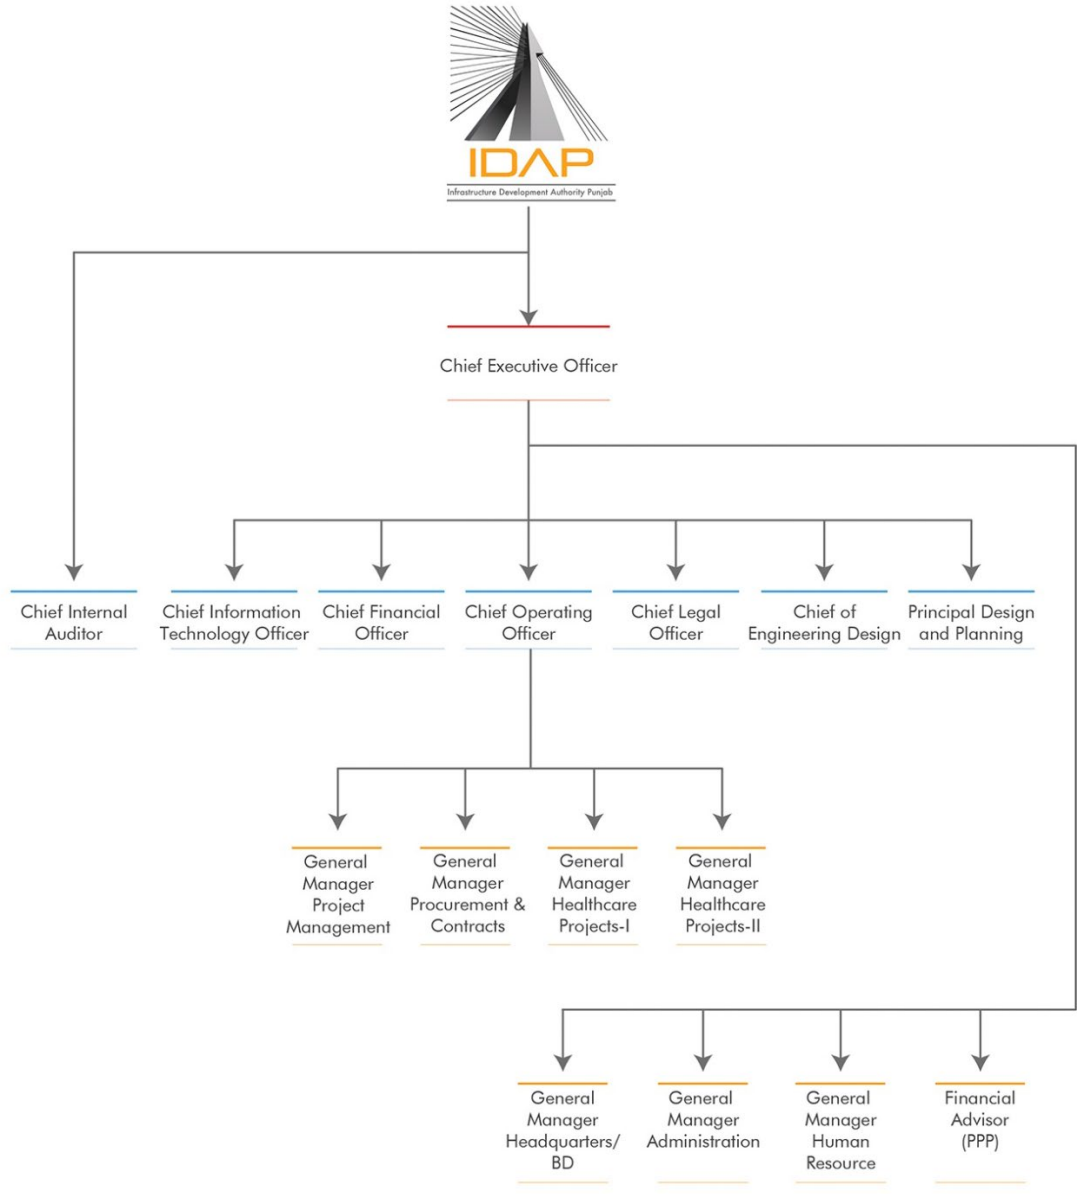 IDAP
Infrastructure Development Authority Punjab
Chief Executive Officer
Chief Internal
Auditor
Chief Information
Technology Officer
Chief Financial
Officer
Chief Operating
Officer
Chief Legal
Officer
Chief of
Engineering Design
Principal Design
and Planning
General
Manager
Project
Management
General
Manager
Procurement &
Contracts
General
Manager
Healthcare
Projects-I
General
Manager
Healthcare
Projects-II
General
Manager
Headquarters/
BD
General
Manager
Administration
General
Manager
Human
Resource
Financial
Advisor
(PPP)